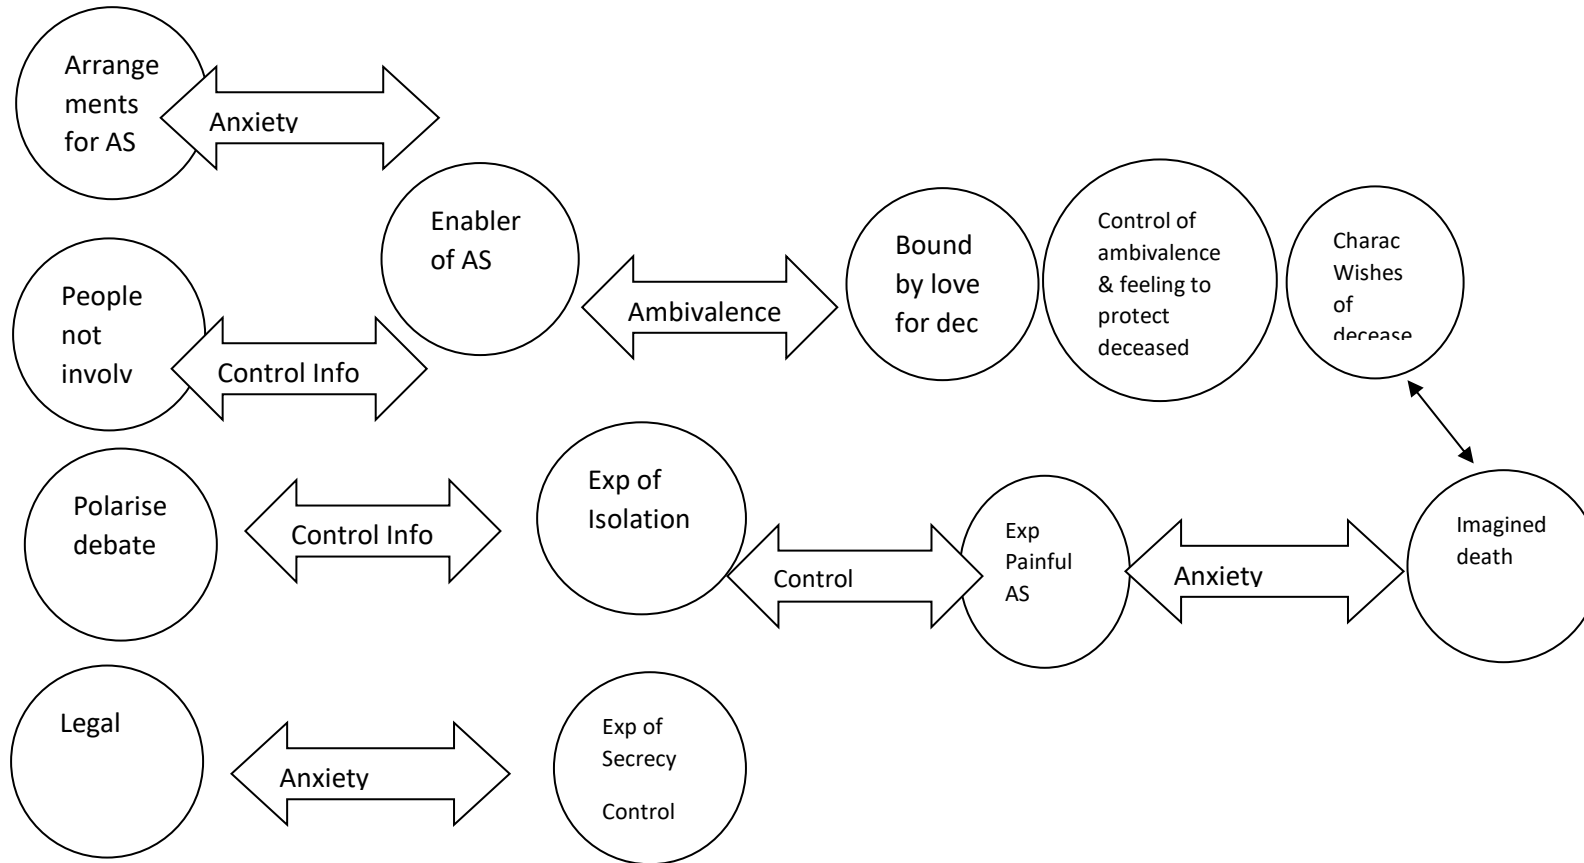 Arrange
ments
for AS
Anxiety
Enabler
of AS
People
not
involv
Control Info
Ambivalence
Bound
by love
for dec
Control of
ambivalence
& feeling to
protect
deceased
Charac
Wishes
of
decease
Polarise
debate
Control Info
Exp of
Isolation
Control
Exp
Painful
AS
Anxiety
Imagined
death
Legal
Anxiety
Exp of
Secrecy
Control